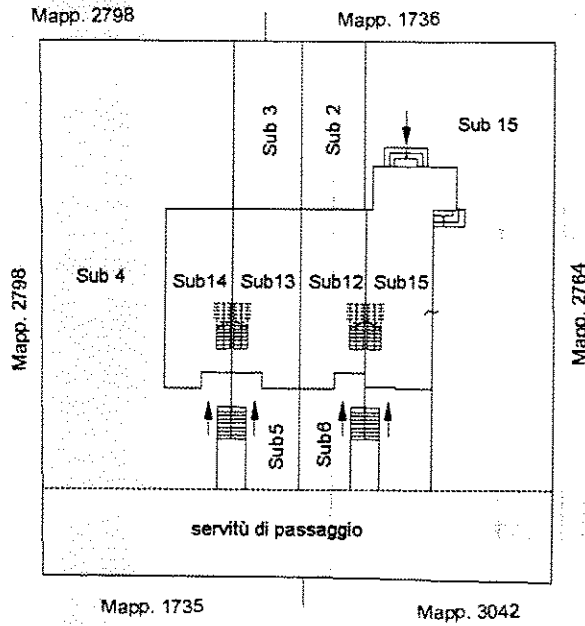 Mapp. 2798
Mapp. 1736
Sub 3
Sub 2
Sub 15
Mapp. 2798
Sub 4
Sub14
Sub13
Sub12
Sub15
Mapp. 2764
Sub5
Sub6
servitù di passaggio
Mapp. 1735
Mapp. 3042